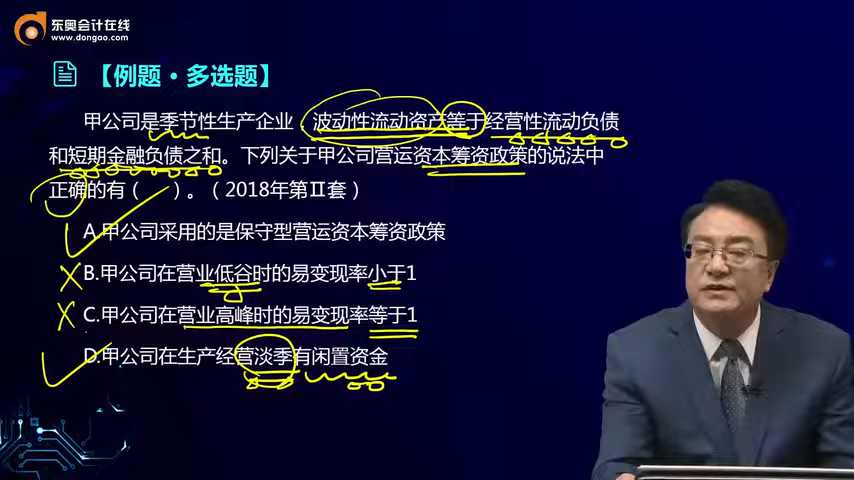 东奥会计在线
www.dongao.com
【例题·多选题】
甲公司是季节性生产企业，波动性流动资产等于经营性流动负债
和短期金融负债之和。下列关于甲公司营运资本筹资政策的说法中
正确的有（ ）。（2018年第Ⅱ套）
A.甲公司采用的是保守型营运资本筹资政策
B.甲公司在营业低谷时的易变现率小于1
C.甲公司在营业高峰时的易变现率等于1
D.甲公司在生产经营淡季有闲置资金